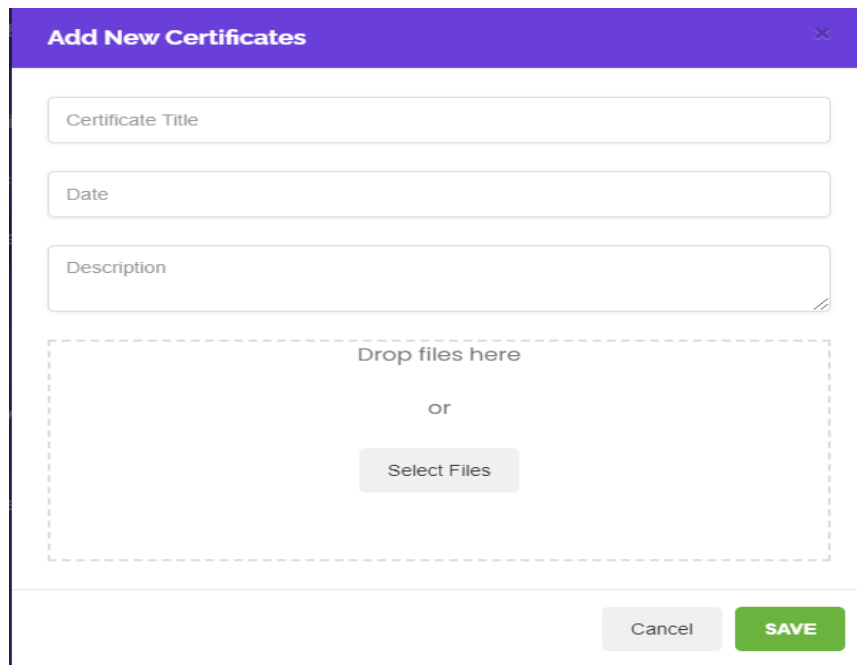 Add New Certificates ×
Certificate Title
Date
Description
Drop files here
or
Select Files
Cancel SAVE